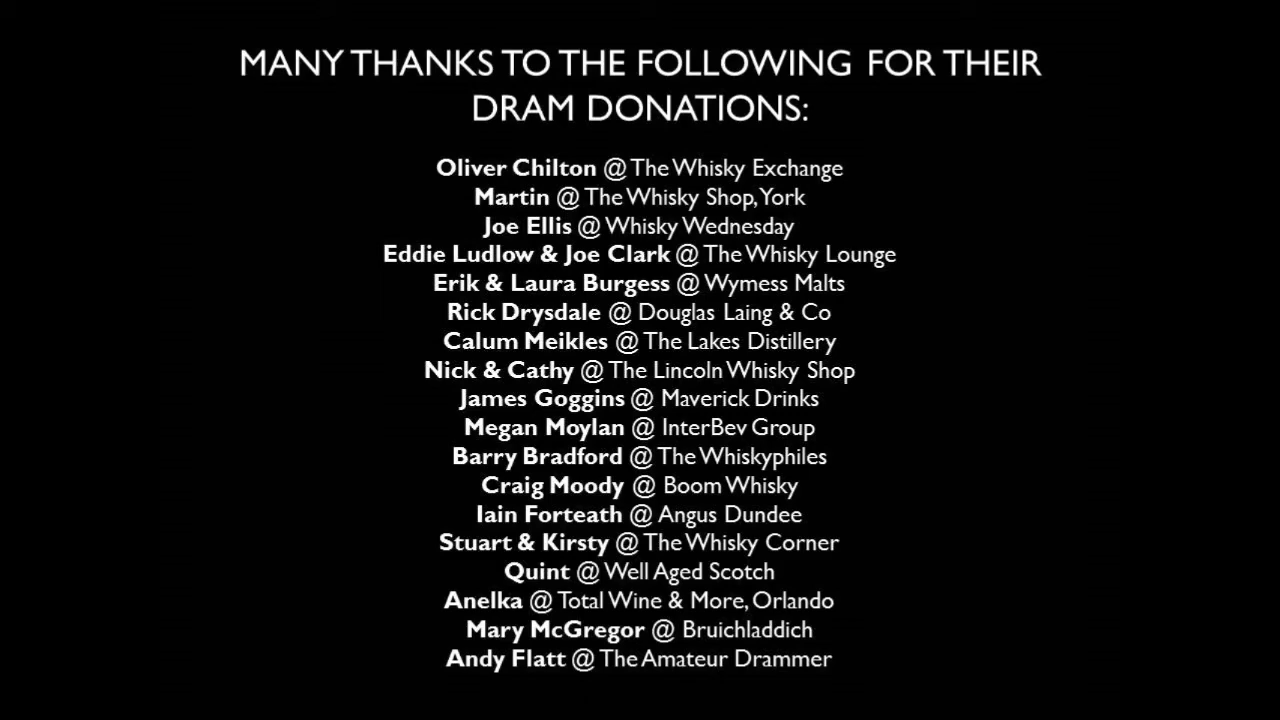 MANY THANKS TO THE FOLLOWING FOR THEIR
DRAM DONATIONS:
Oliver Chilton @ The Whisky Exchange
Martin @ The Whisky Shop, York
Joe Ellis @ Whisky Wednesday
Eddie Ludlow & Joe Clark @ The Whisky Lounge
Erik & Laura Burgess @ Wymess Malts
Rick Drysdale @ Douglas Laing & Co
Calum Meikles @ The Lakes Distillery
Nick & Cathy @ The Lincoln Whisky Shop
James Goggins @ Maverick Drinks
Megan Moylan @ InterBev Group
Barry Bradford @ The Whiskyphiles
Craig Moody @ Boom Whisky
Iain Forteath @ Angus Dundee
Stuart & Kirsty @ The Whisky Corner
Quint @ Well Aged Scotch
Anelka @ Total Wine & More, Orlando
Mary McGregor @ Bruichladdich
Andy Flatt @ The Amateur Drammer